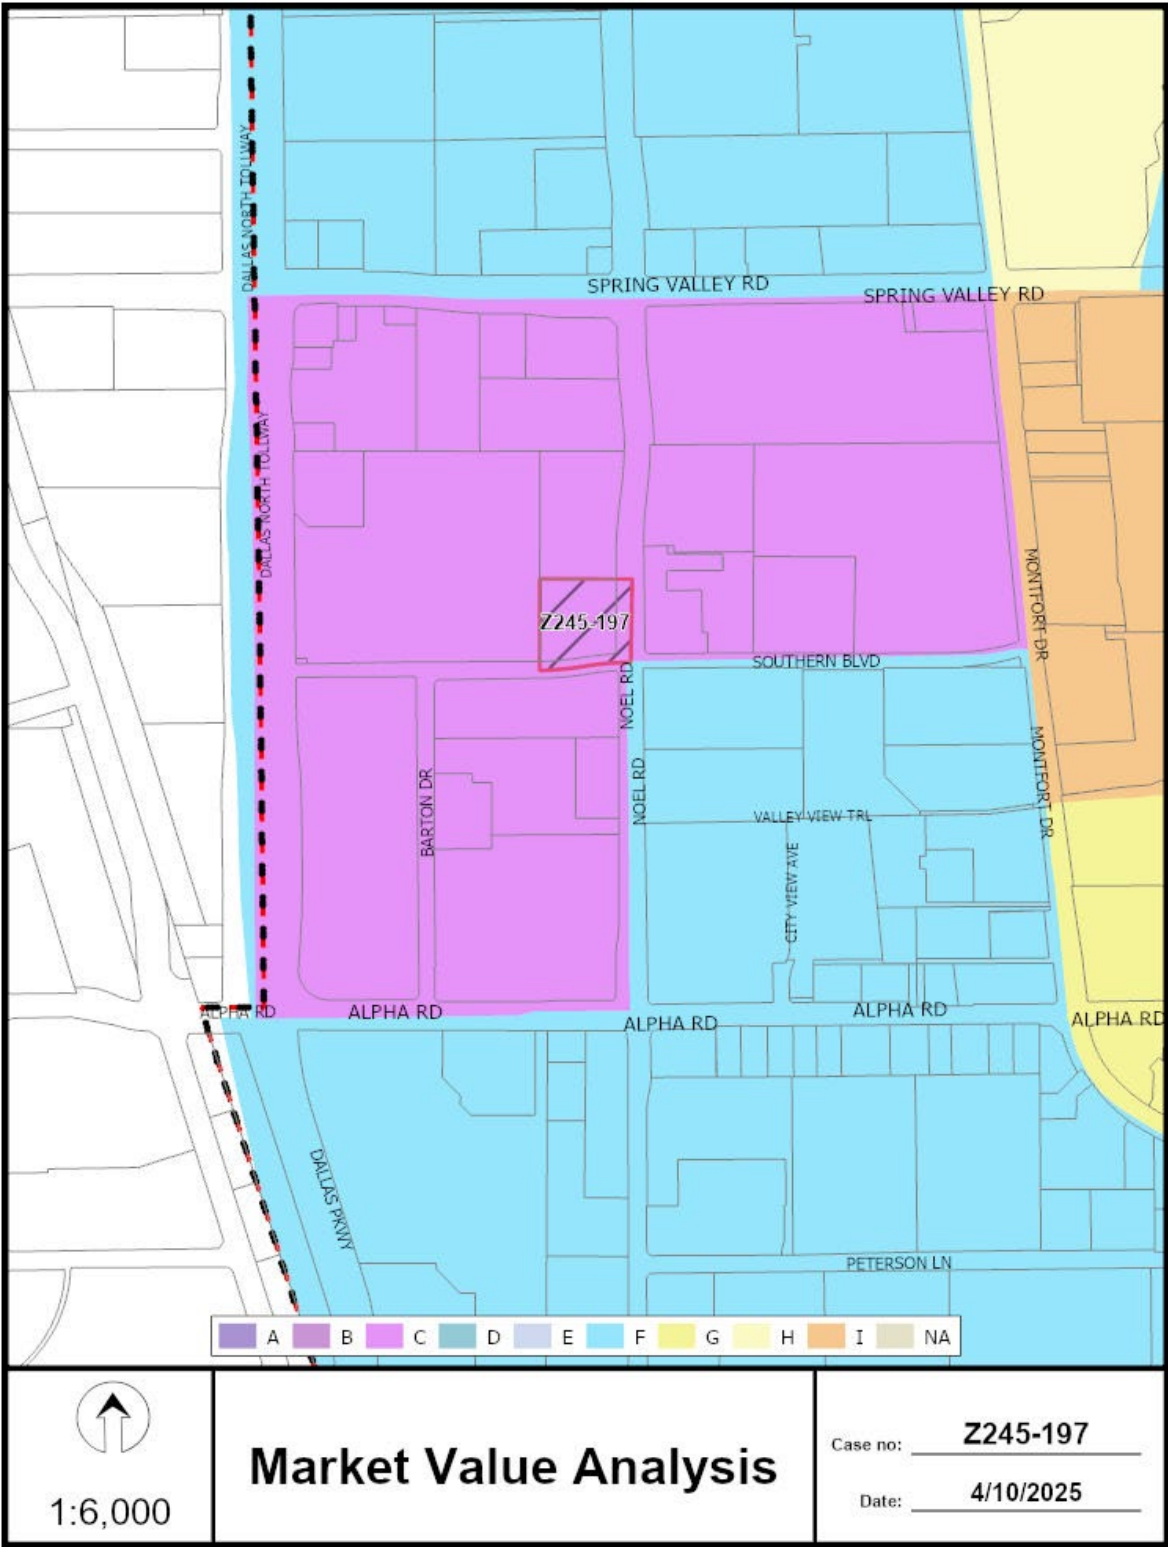 DALLAS NORTH TOLLWAY
SPRING VALLEY RD
SPRING VALLEY RD
DALLAS NORTH TOLLWAY
MONTFORT DR
Z245-197
SOUTHERN BLVD
NOEL RD
MONTFORT DR
NOEL RD
BARTON DR
VALLEY VIEW TRL
CITY VIEW AVE
ALPHA RD
ALPHA RD
ALPHA RD
ALPHA RD
ALPHA RD
DALLAS PKWY
PETERSON LN
A B C D E F G H I NA
1:6,000
Market Value Analysis
Case no: Z245-197
Date: 4/10/2025